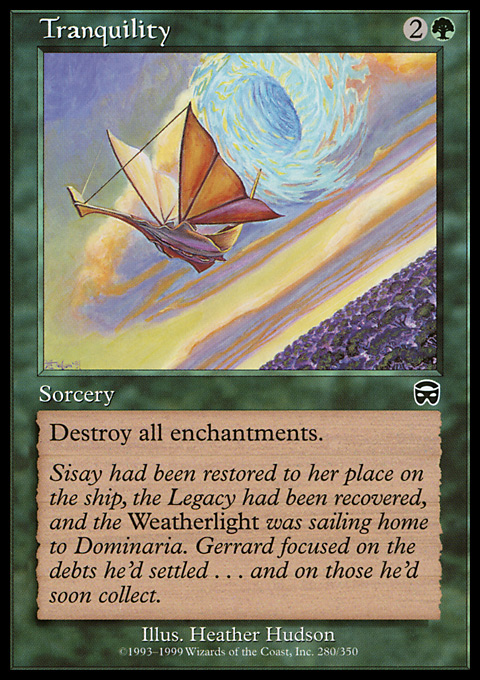 Tranquility 2
Sorcery
Destroy all enchantments.
Sisay had been restored to her place on
the ship, the Legacy had been recovered,
and the Weatherlight was sailing home
to Dominaria. Gerrard focused on the
debts he'd settled . . . and on those he'd
soon collect.
Illus. Heather Hudson
©1993–1999 Wizards of the Coast, Inc. 280/350